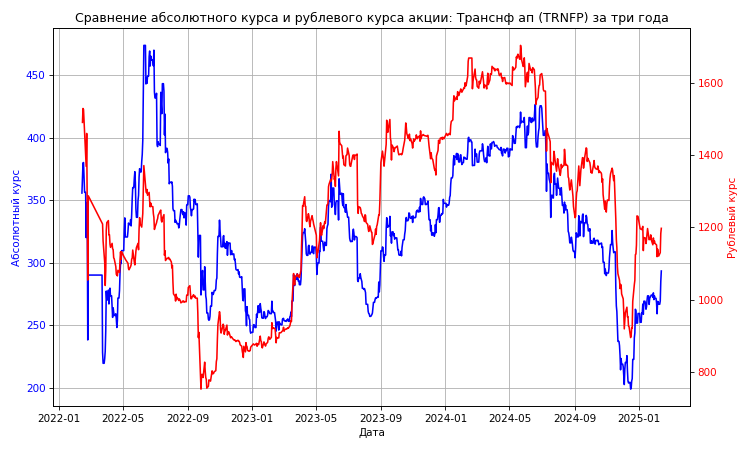 Сравнение абсолютного курса и рублевого курса акции: Транснф ап (TRNFP) за три года
450
400
350
300
250
200
Абсолютный курс
1600
1400
1200
1000
800
Рублевый курс
2022-01 2022-05 2022-09 2023-01 2023-05 2023-09 2024-01 2024-05 2024-09 2025-01
Дата